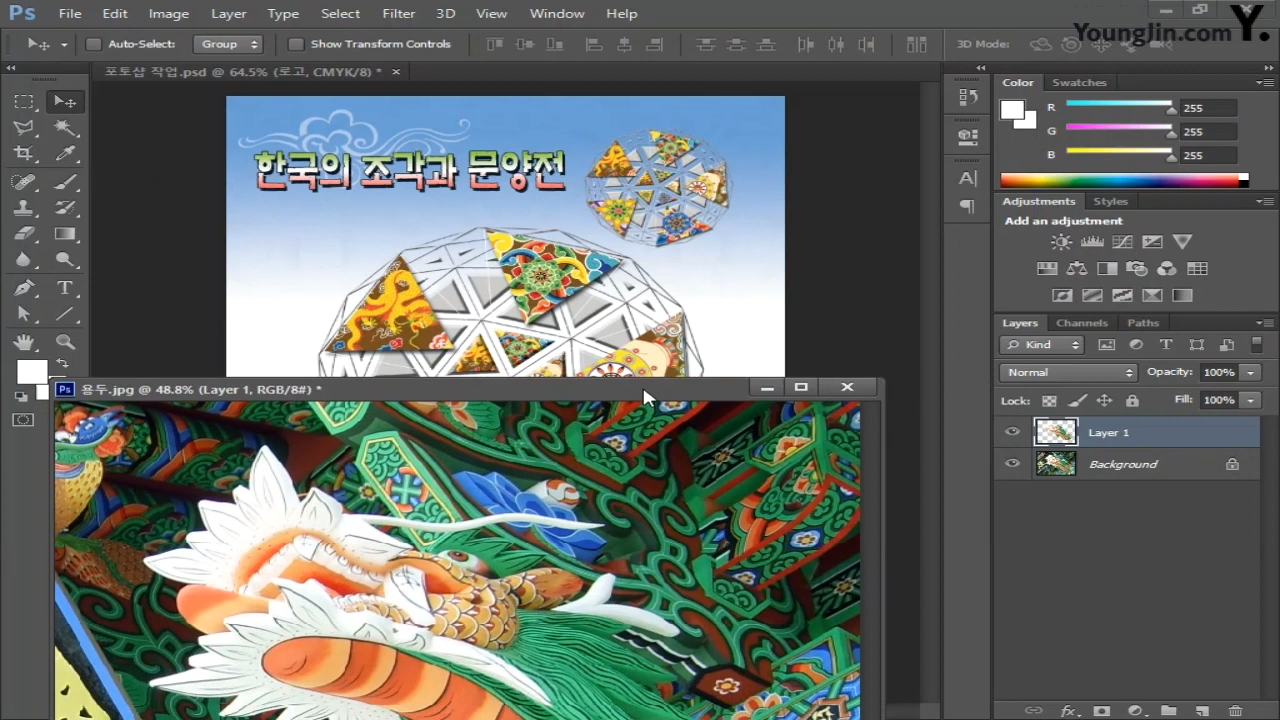 Ps File Edit Image Layer Type Select Filter 3D View Window Help
Y.
YoungJin.com
Auto-Select: Group Show Transform Controls 3D Mode:
포토샵 작업.psd @ 64.5% (로고, CMYK/8) * ×
한국의 조각과 문양전
Ps 용두.jpg @ 48.8% (Layer 1, RGB/8#) *
Color Swatches
R 255
G 255
B 255
Adjustments Styles
Add an adjustment
Layers Channels Paths
Kind
Normal Opacity: 100%
Lock: Fill: 100%
Layer 1
Background